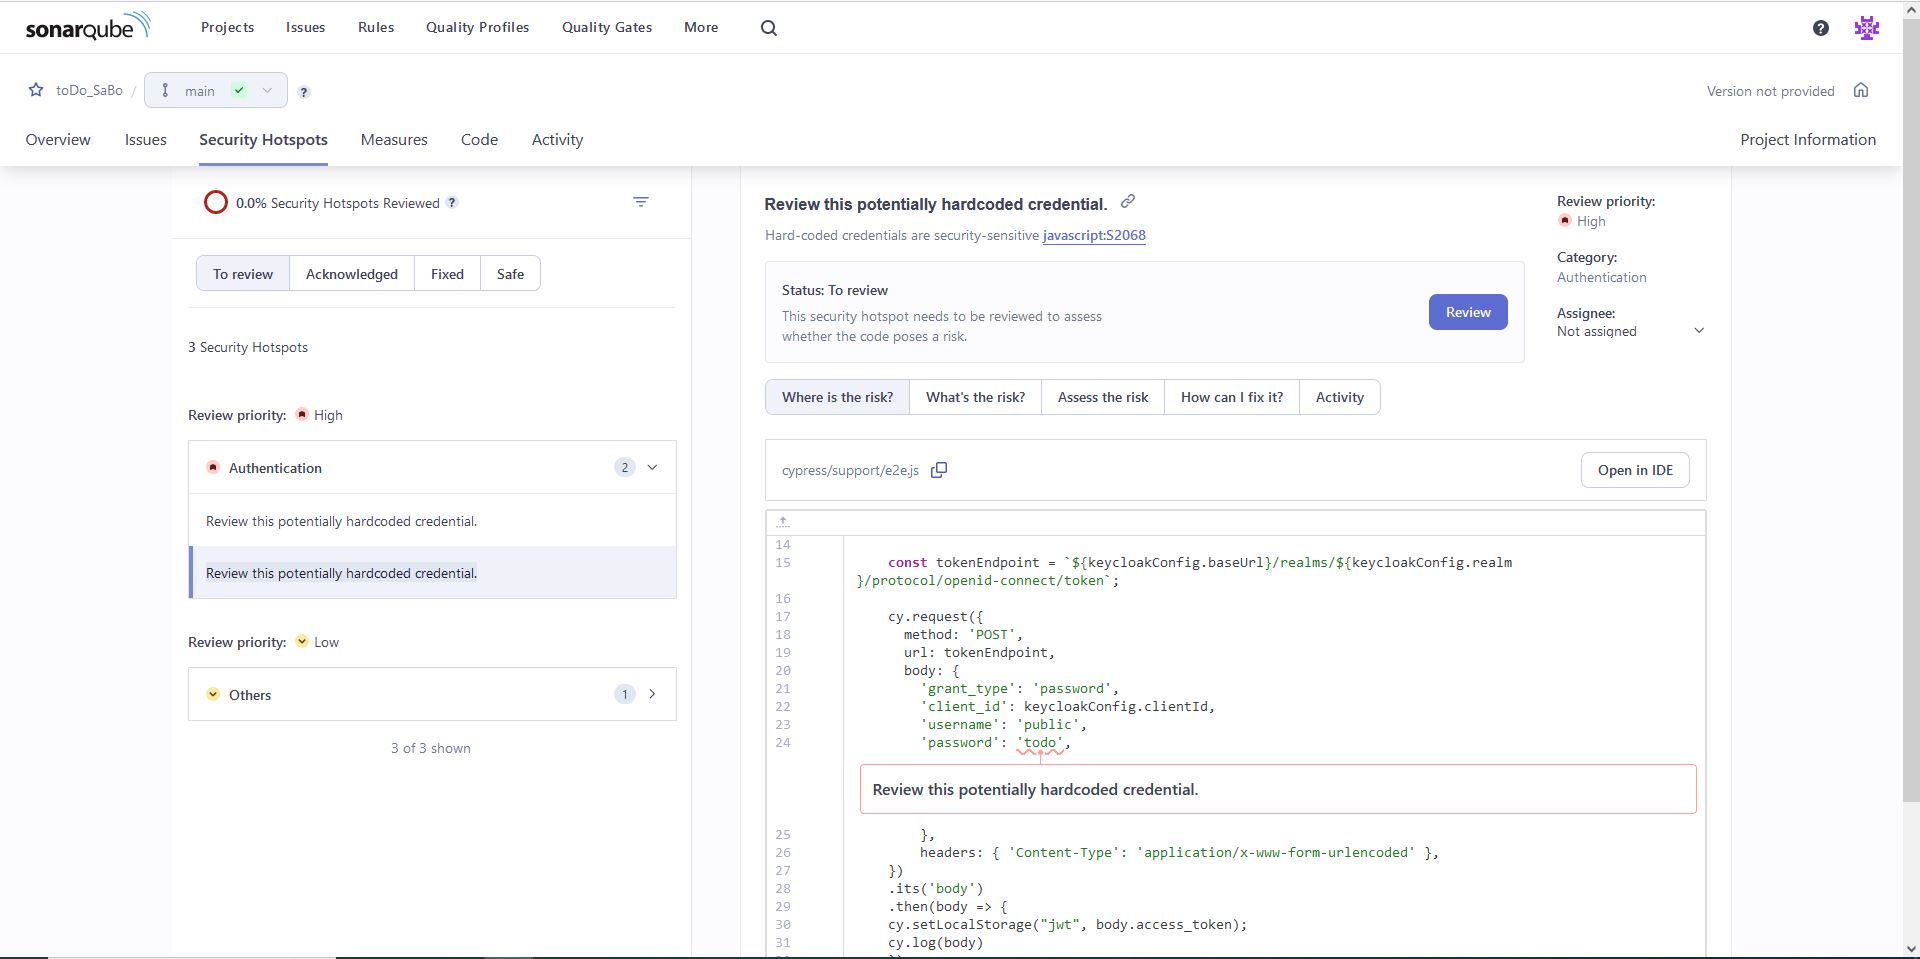 sonarqube
Projects Issues Rules Quality Profiles Quality Gates More
?
toDo_SaBo / main ?
Version not provided
Overview Issues Security Hotspots Measures Code Activity
Project Information
0.0% Security Hotspots Reviewed ?
To review Acknowledged Fixed Safe
3 Security Hotspots
Review priority: High
Authentication 2
Review this potentially hardcoded credential.
Review this potentially hardcoded credential.
Review priority: Low
Others 1
3 of 3 shown
Review this potentially hardcoded credential.
Hard-coded credentials are security-sensitive javascript:S2068
Status: To review
This security hotspot needs to be reviewed to assess
whether the code poses a risk.
Review
Review priority:
High
Category:
Authentication
Assignee:
Not assigned
Where is the risk? What's the risk? Assess the risk How can I fix it? Activity
cypress/support/e2e.js
Open in IDE
14
15 const tokenEndpoint = `${keycloakConfig.baseUrl}/realms/${keycloakConfig.realm
}/protocol/openid-connect/token`;
16
17 cy.request({
18 method: 'POST',
19 url: tokenEndpoint,
20 body: {
21 'grant_type': 'password',
22 'client_id': keycloakConfig.clientId,
23 'username': 'public',
24 'password': 'todo',
Review this potentially hardcoded credential.
25 },
26 headers: { 'Content-Type': 'application/x-www-form-urlencoded' },
27 })
28 .its('body')
29 .then(body => {
30 cy.setLocalStorage("jwt", body.access_token);
31 cy.log(body)